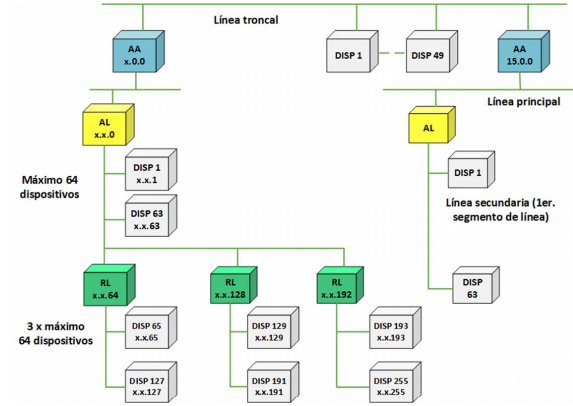 Línea troncal
AA
x.0.0
DISP 1
DISP 49
AA
15.0.0
Línea principal
AL
x.x.0
AL
DISP 1
x.x.1
DISP 1
Máximo 64
dispositivos
DISP 63
x.x.63
Línea secundaria (1er.
segmento de línea)
RL
x.x.64
RL
x.x.128
RL
x.x.192
DISP
63
3 x máximo
64 dispositivos
DISP 65
x.x.65
DISP 129
x.x.129
DISP 193
x.x.193
DISP 127
x.x.127
DISP 191
x.x.191
DISP 255
x.x.255